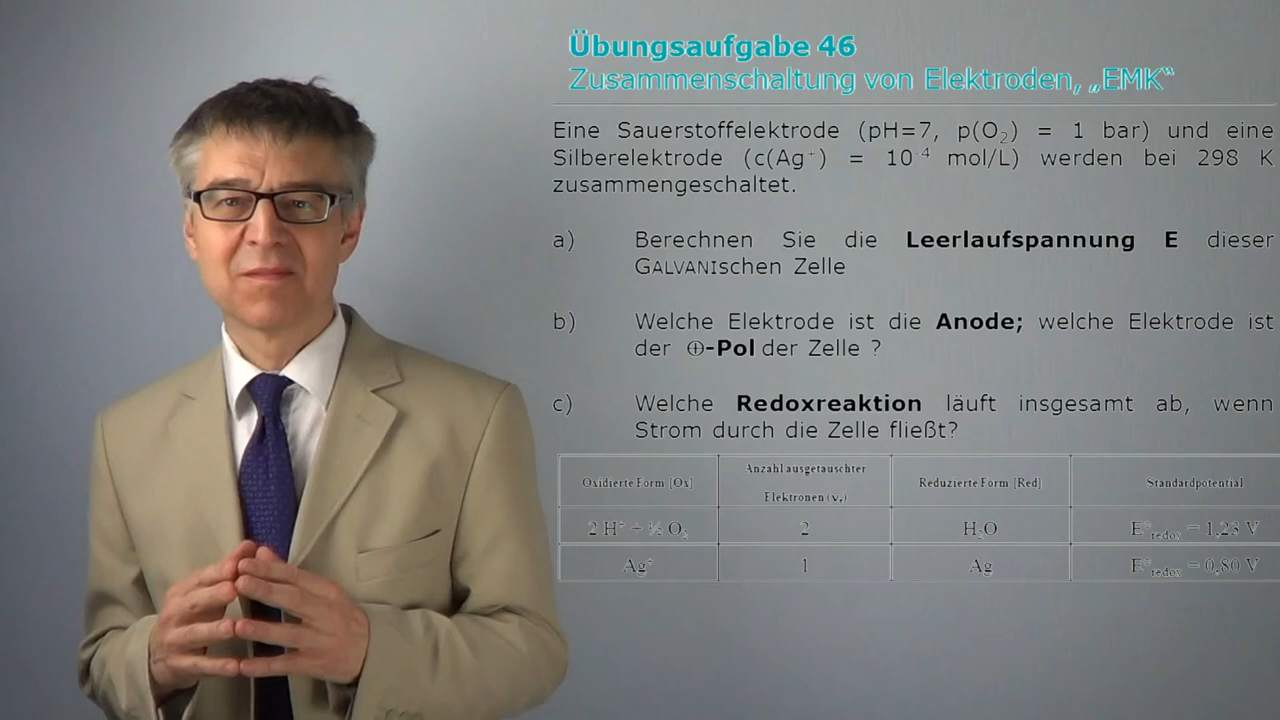 Übungsaufgabe 46
Zusammenschaltung von Elektroden, „EMK“
Eine Sauerstoffelektrode (pH=7, p(O₂) = 1 bar) und eine
Silberelektrode (c(Ag⁺) = 10⁻⁴ mol/L) werden bei 298 K
zusammengeschaltet.
a) Berechnen Sie die Leerlaufspannung E dieser
GALVANIschen Zelle
b) Welche Elektrode ist die Anode; welche Elektrode ist
der ⊕-Pol der Zelle ?
c) Welche Redoxreaktion läuft insgesamt ab, wenn
Strom durch die Zelle fließt?
Oxidierte Form [Ox] Anzahl ausgetauschter Elektronen (νₑ) Reduzierte Form [Red] Standardpotential
2 H⁺ + ½ O₂ 2 H₂O E°redox = 1,23 V
Ag⁺ 1 Ag E°redox = 0,80 V